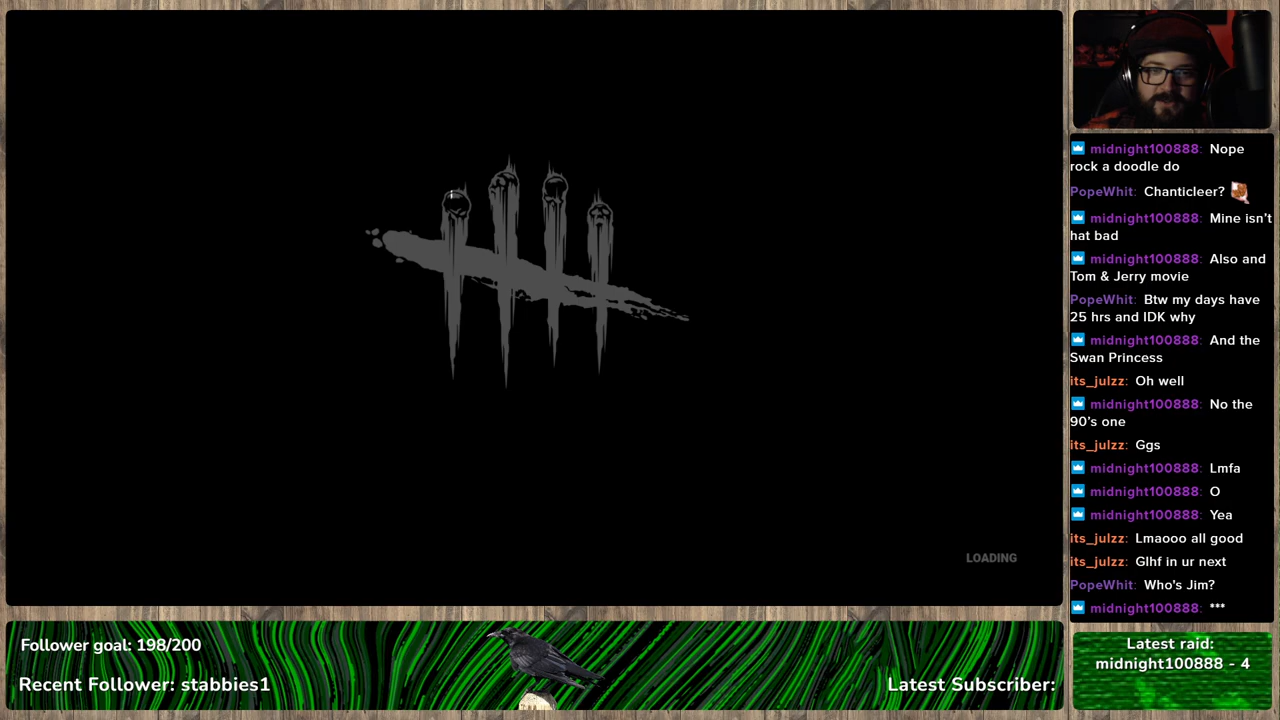 midnight100888: Nope
rock a doodle do
PopeWhit: Chanticleer?
midnight100888: Mine isn't
hat bad
midnight100888: Also and
Tom & Jerry movie
PopeWhit: Btw my days have
25 hrs and IDK why
midnight100888: And the
Swan Princess
its_julzz: Oh well
midnight100888: No the
90's one
its_julzz: Ggs
midnight100888: Lmfa
midnight100888: O
midnight100888: Yea
its_julzz: Lmaooo all good
its_julzz: Glhf in ur next
PopeWhit: Who's Jim?
midnight100888: ***
LOADING
Follower goal: 198/200
Recent Follower: stabbies1
Latest Subscriber:
Latest raid:
midnight100888 - 4